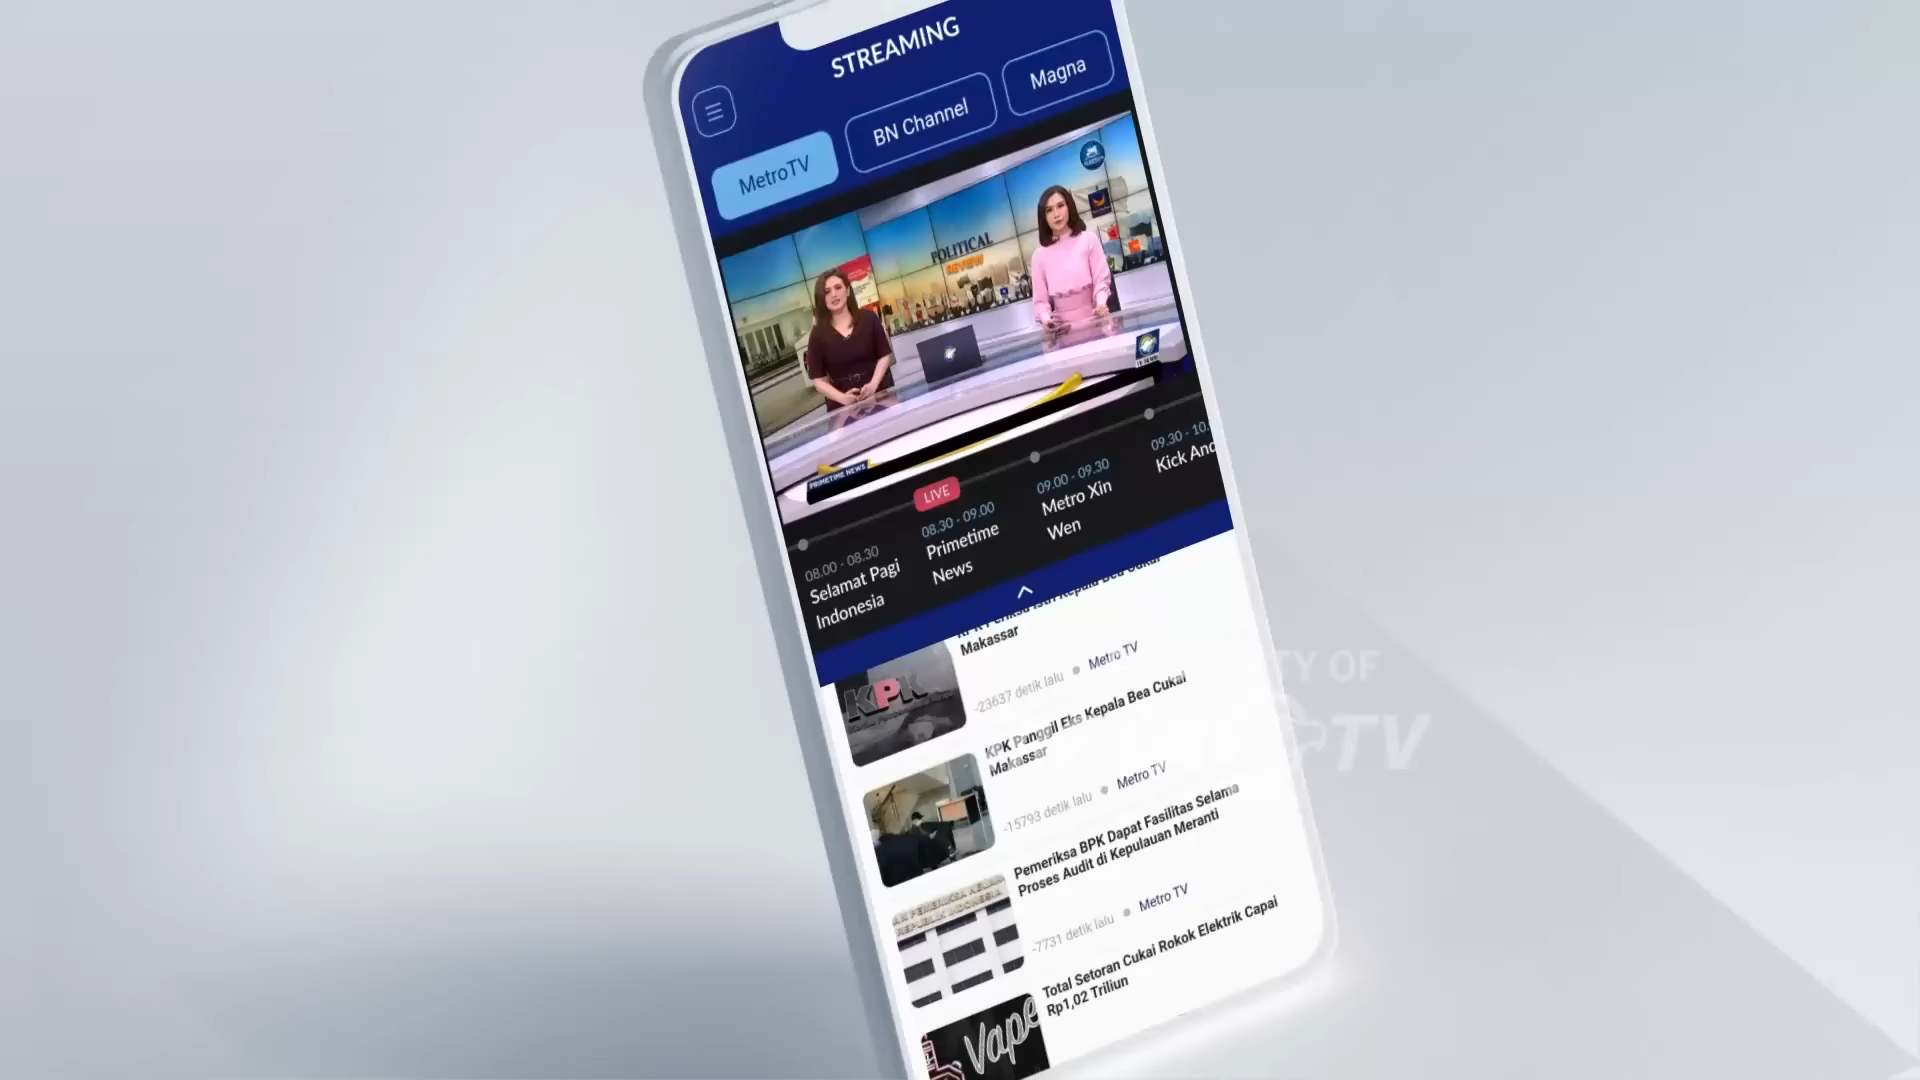 STREAMING
MetroTV
BN Channel
Magna
POLITICAL
REVIEW
PRIMETIME NEWS
LIVE
08.00 - 08.30
Selamat Pagi
Indonesia
08.30 - 09.00
Primetime
News
09.00 - 09.30
Metro Xin
Wen
09.30 - 10.
Kick And
Makassar
-23637 detik lalu
Metro TV
KPK
KPK Panggil Eks Kepala Bea Cukai
Makassar
-15793 detik lalu
Metro TV
Pemeriksa BPK Dapat Fasilitas Selama
Proses Audit di Kepulauan Meranti
-7731 detik lalu
Metro TV
REPUBLIK INDONESIA
Total Setoran Cukai Rokok Elektrik Capai
Rp1,02 Triliun
Vape
TY OF
TV